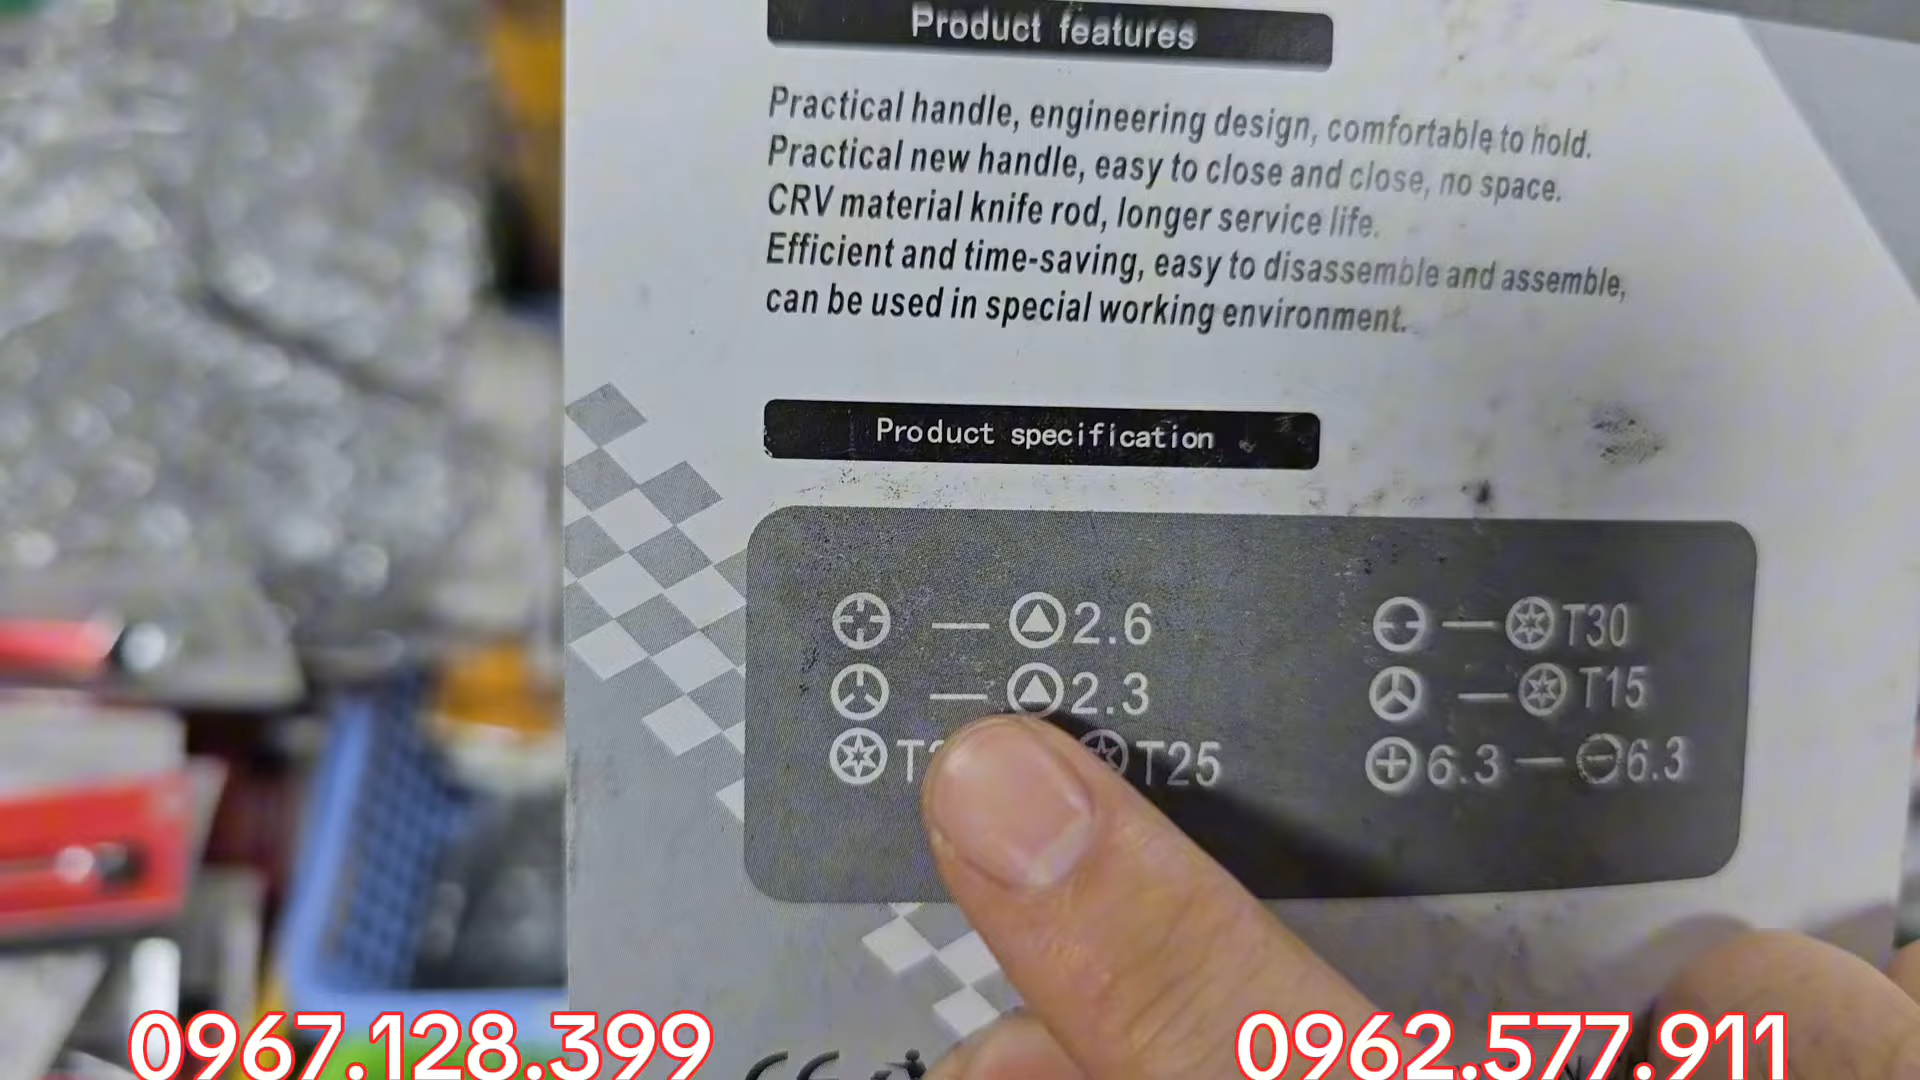 Product features
Practical handle, engineering design, comfortable to hold.
Practical new handle, easy to close and close, no space.
CRV material knife rod, longer service life.
Efficient and time-saving, easy to disassemble and assemble,
can be used in special working environment.
Product specification
— 2.6
— T30
— 2.3
— T15
T25
6.3 — 6.3
0967.128.399
0962.577.911